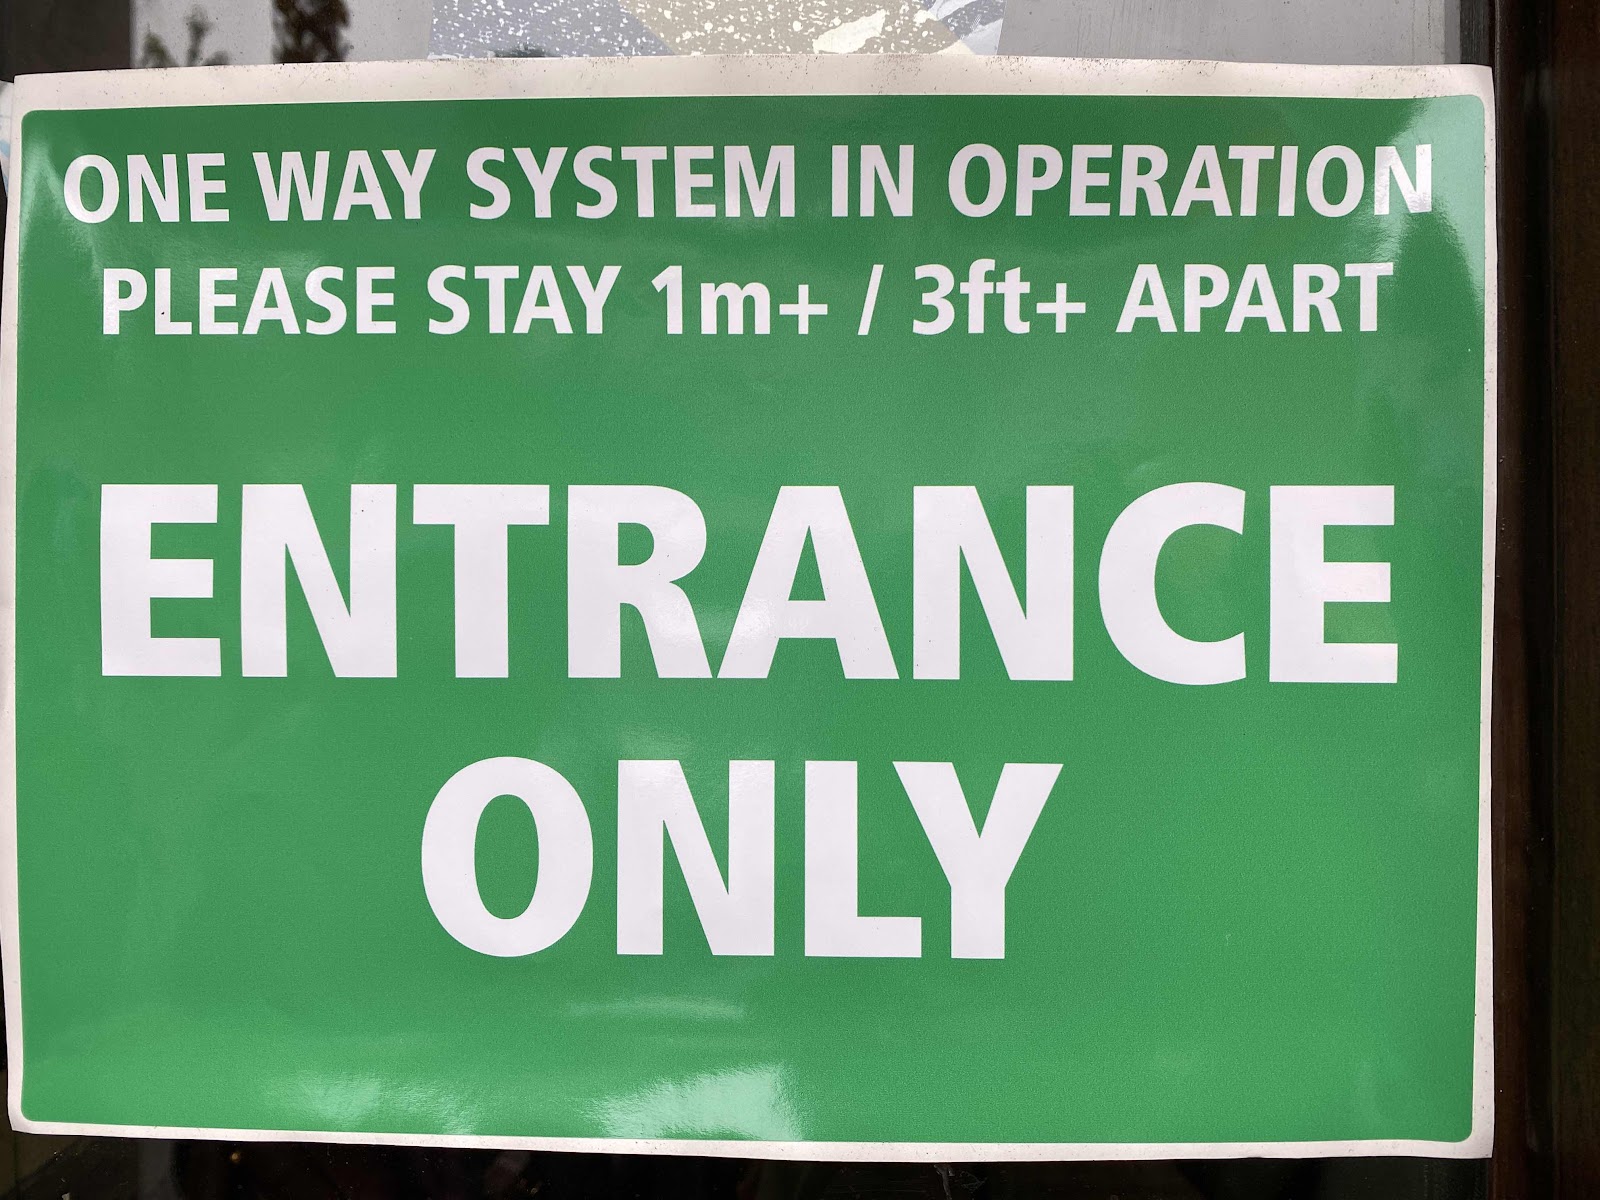 ONE WAY SYSTEM IN OPERATION
PLEASE STAY 1m+ / 3ft+ APART
ENTRANCE
ONLY